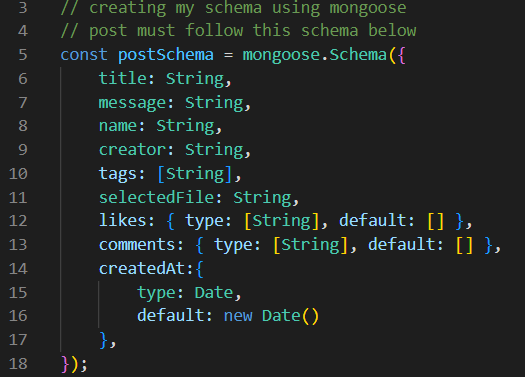 3 // creating my schema using mongoose
4 // post must follow this schema below
5 const postSchema = mongoose.Schema({
6     title: String,
7     message: String,
8     name: String,
9     creator: String,
10     tags: [String],
11     selectedFile: String,
12     likes: { type: [String], default: [] },
13     comments: { type: [String], default: [] },
14     createdAt:{
15         type: Date,
16         default: new Date()
17     },
18 });